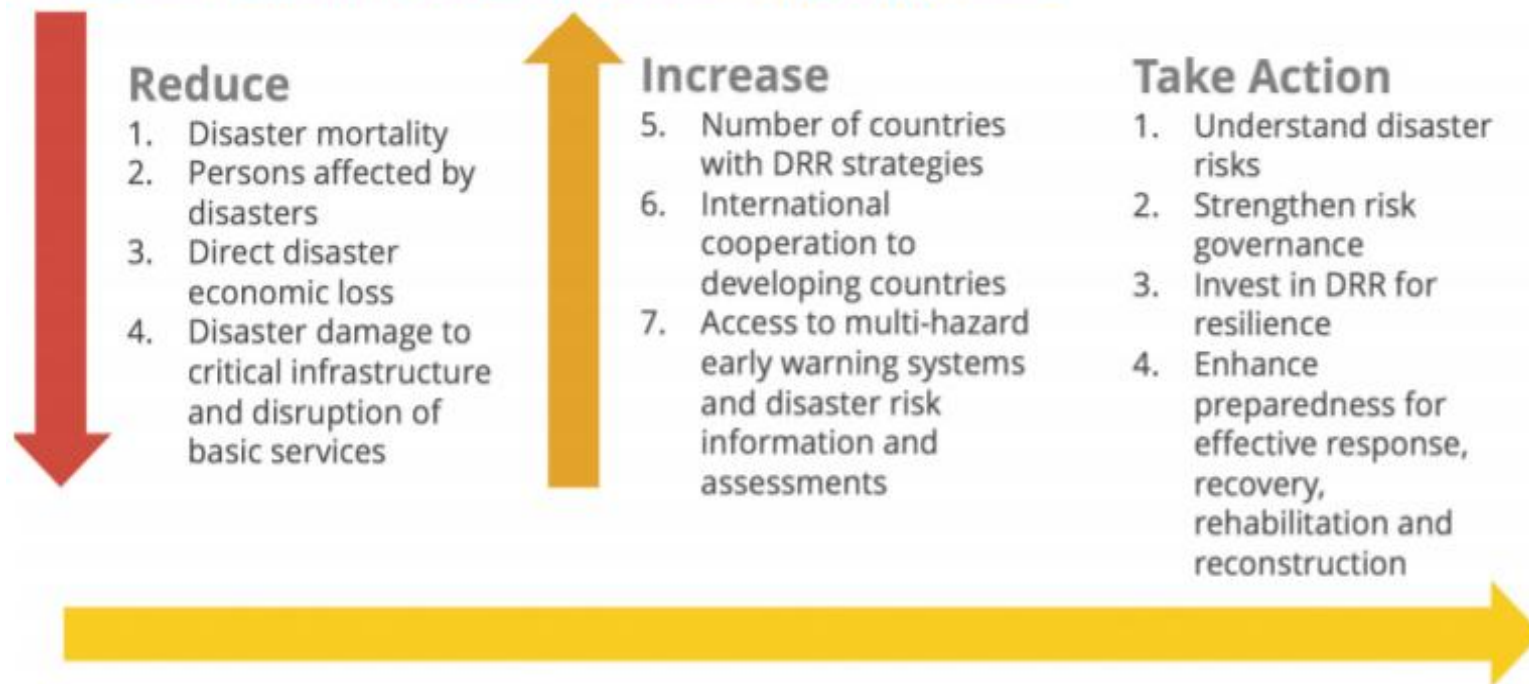 Reduce
1. Disaster mortality
2. Persons affected by
disasters
3. Direct disaster
economic loss
4. Disaster damage to
critical infrastructure
and disruption of
basic services
Increase
5. Number of countries
with DRR strategies
6. International
cooperation to
developing countries
7. Access to multi-hazard
early warning systems
and disaster risk
information and
assessments
Take Action
1. Understand disaster
risks
2. Strengthen risk
governance
3. Invest in DRR for
resilience
4. Enhance
preparedness for
effective response,
recovery,
rehabilitation and
reconstruction